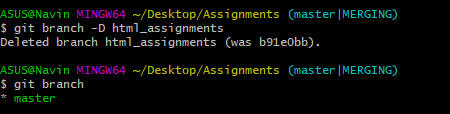 ASUS@Navin MINGW64 ~/Desktop/Assignments (master|MERGING)
$ git branch -D html_assignments
Deleted branch html_assignments (was b91e0bb).
ASUS@Navin MINGW64 ~/Desktop/Assignments (master|MERGING)
$ git branch
* master